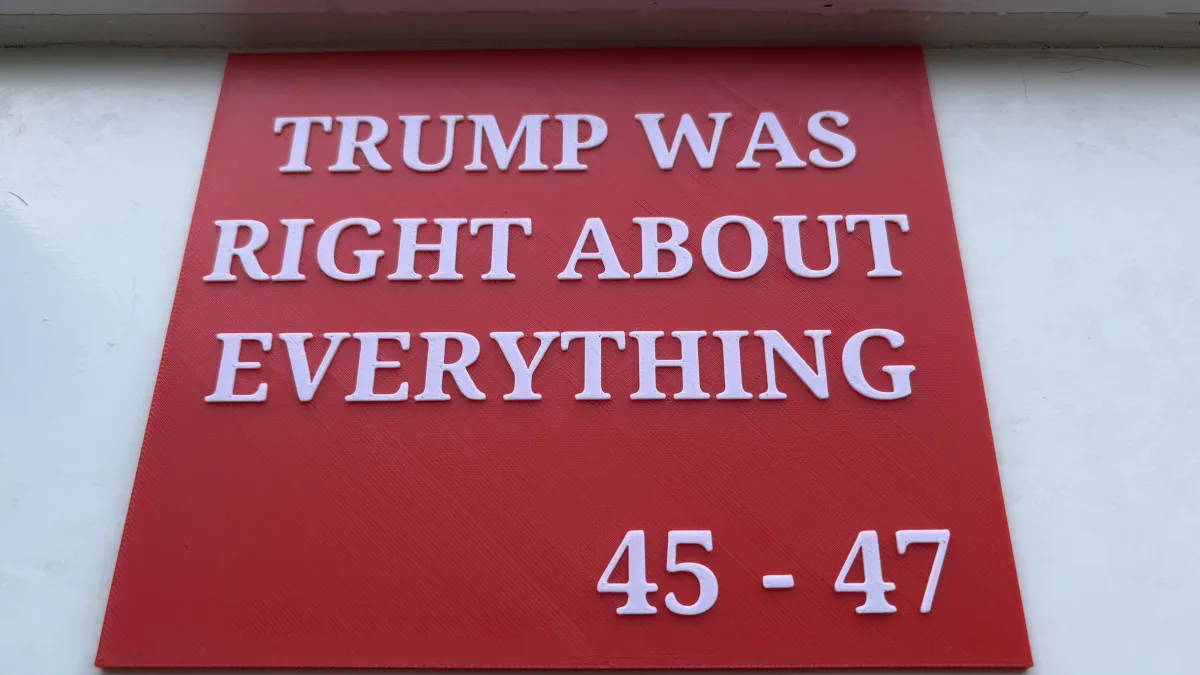 TRUMP WAS
RIGHT ABOUT
EVERYTHING
45 - 47